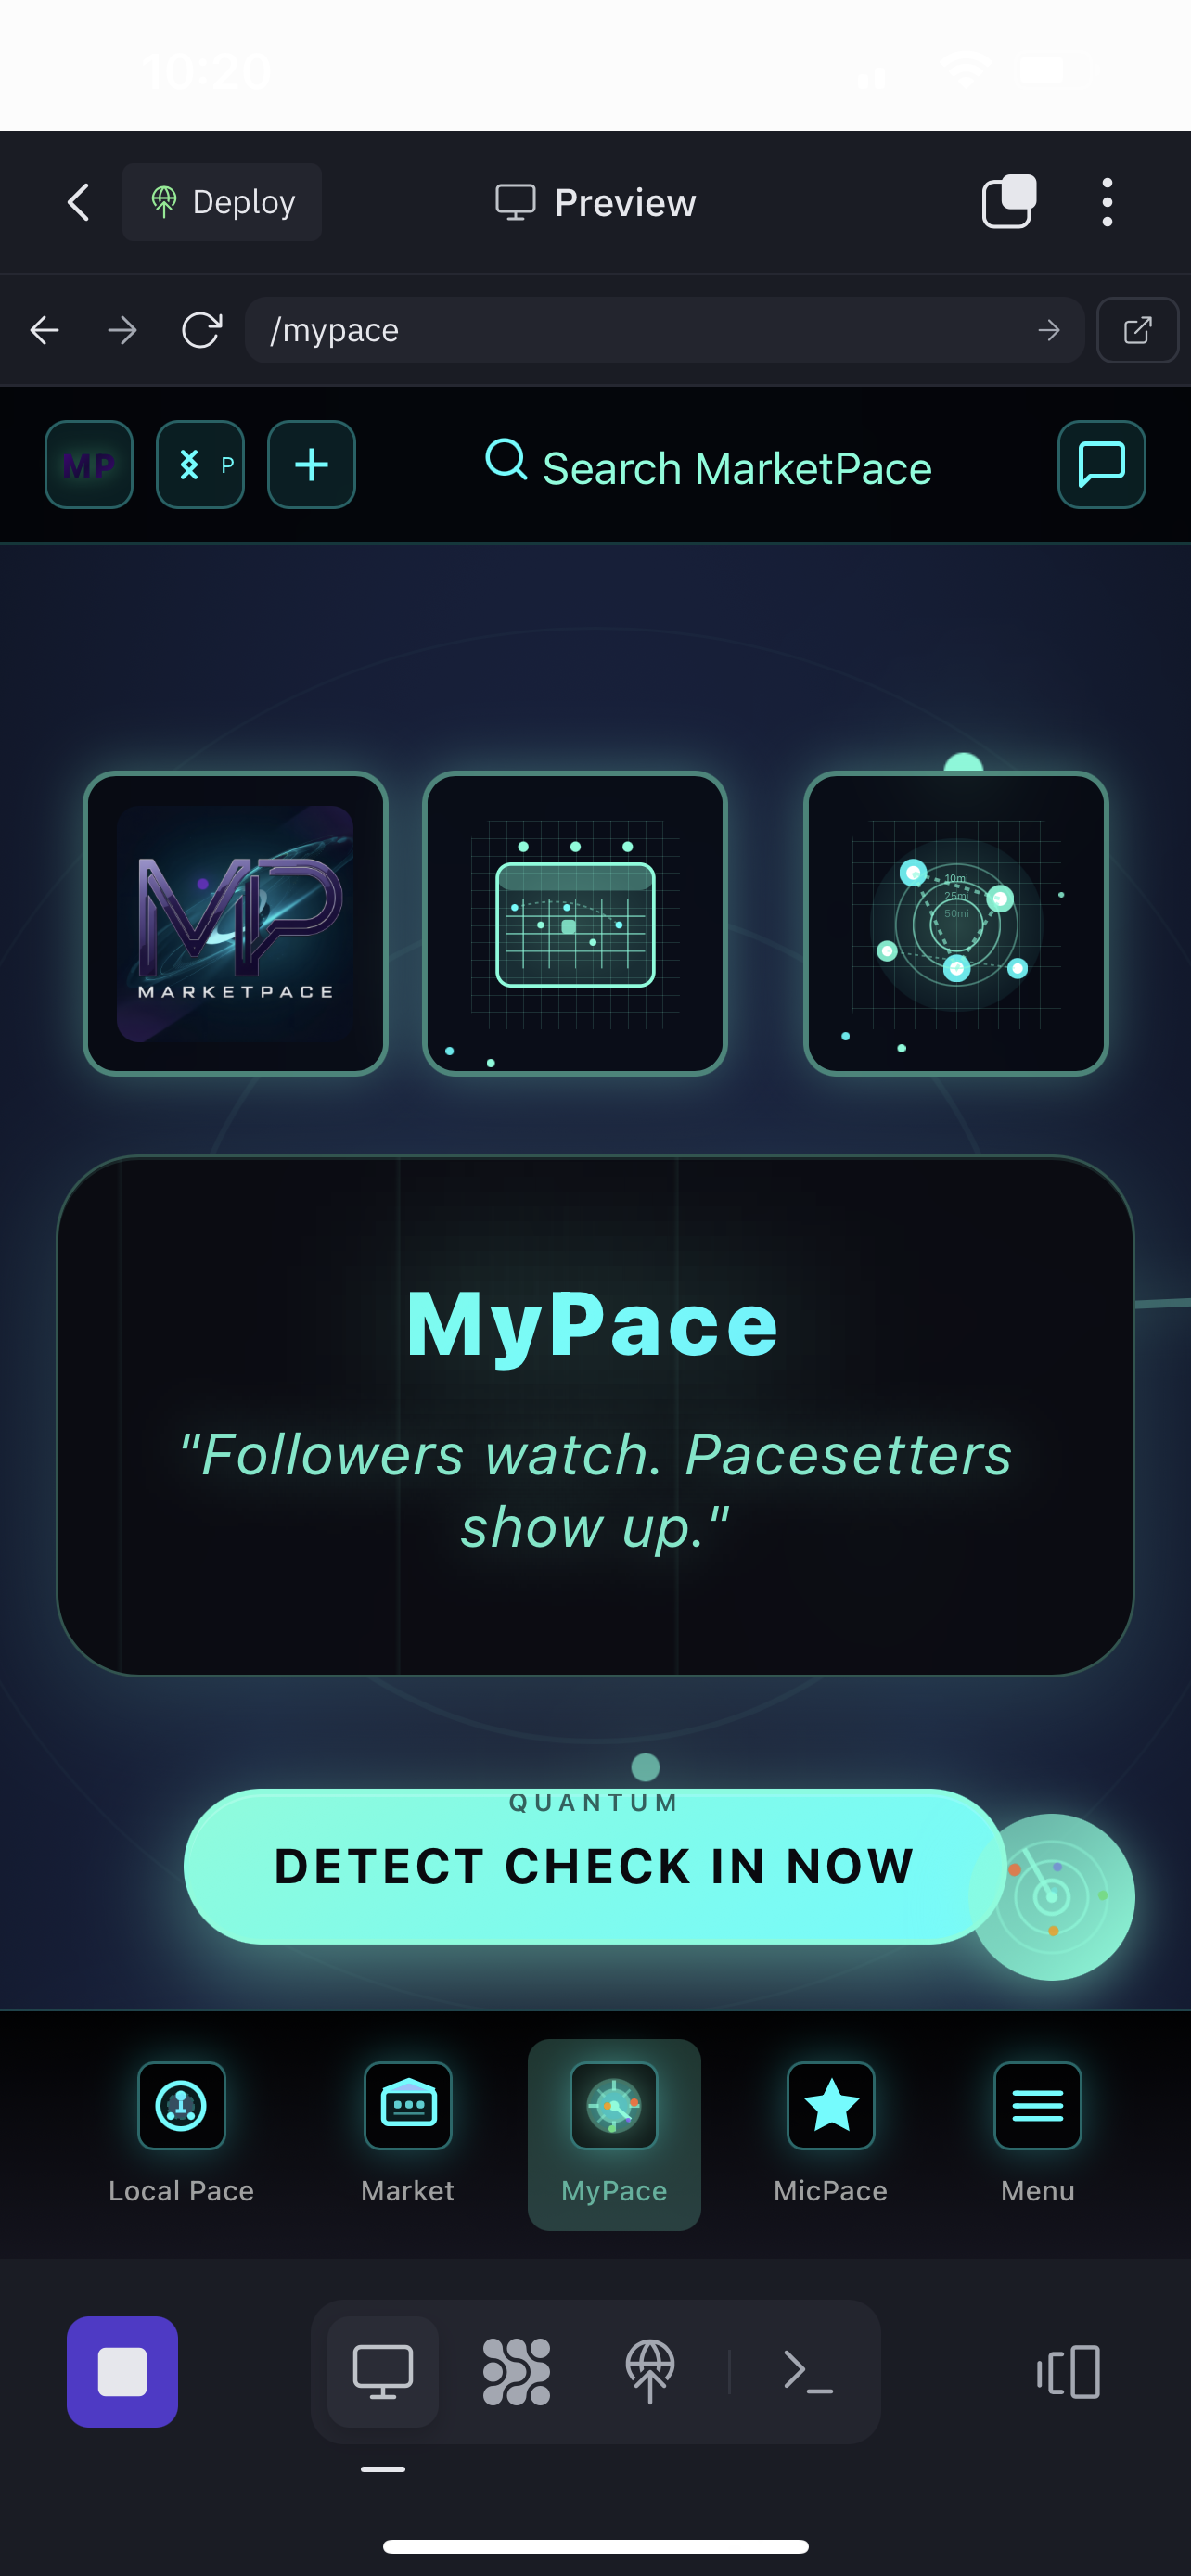 10:20
Deploy
Preview
/mypace
MP
P
Search MarketPace
MP
MARKETPACE
10mi
25mi
50mi
MyPace
"Followers watch. Pacesetters
show up."
QUANTUM
DETECT CHECK IN NOW
Local Pace
Market
MyPace
MicPace
Menu